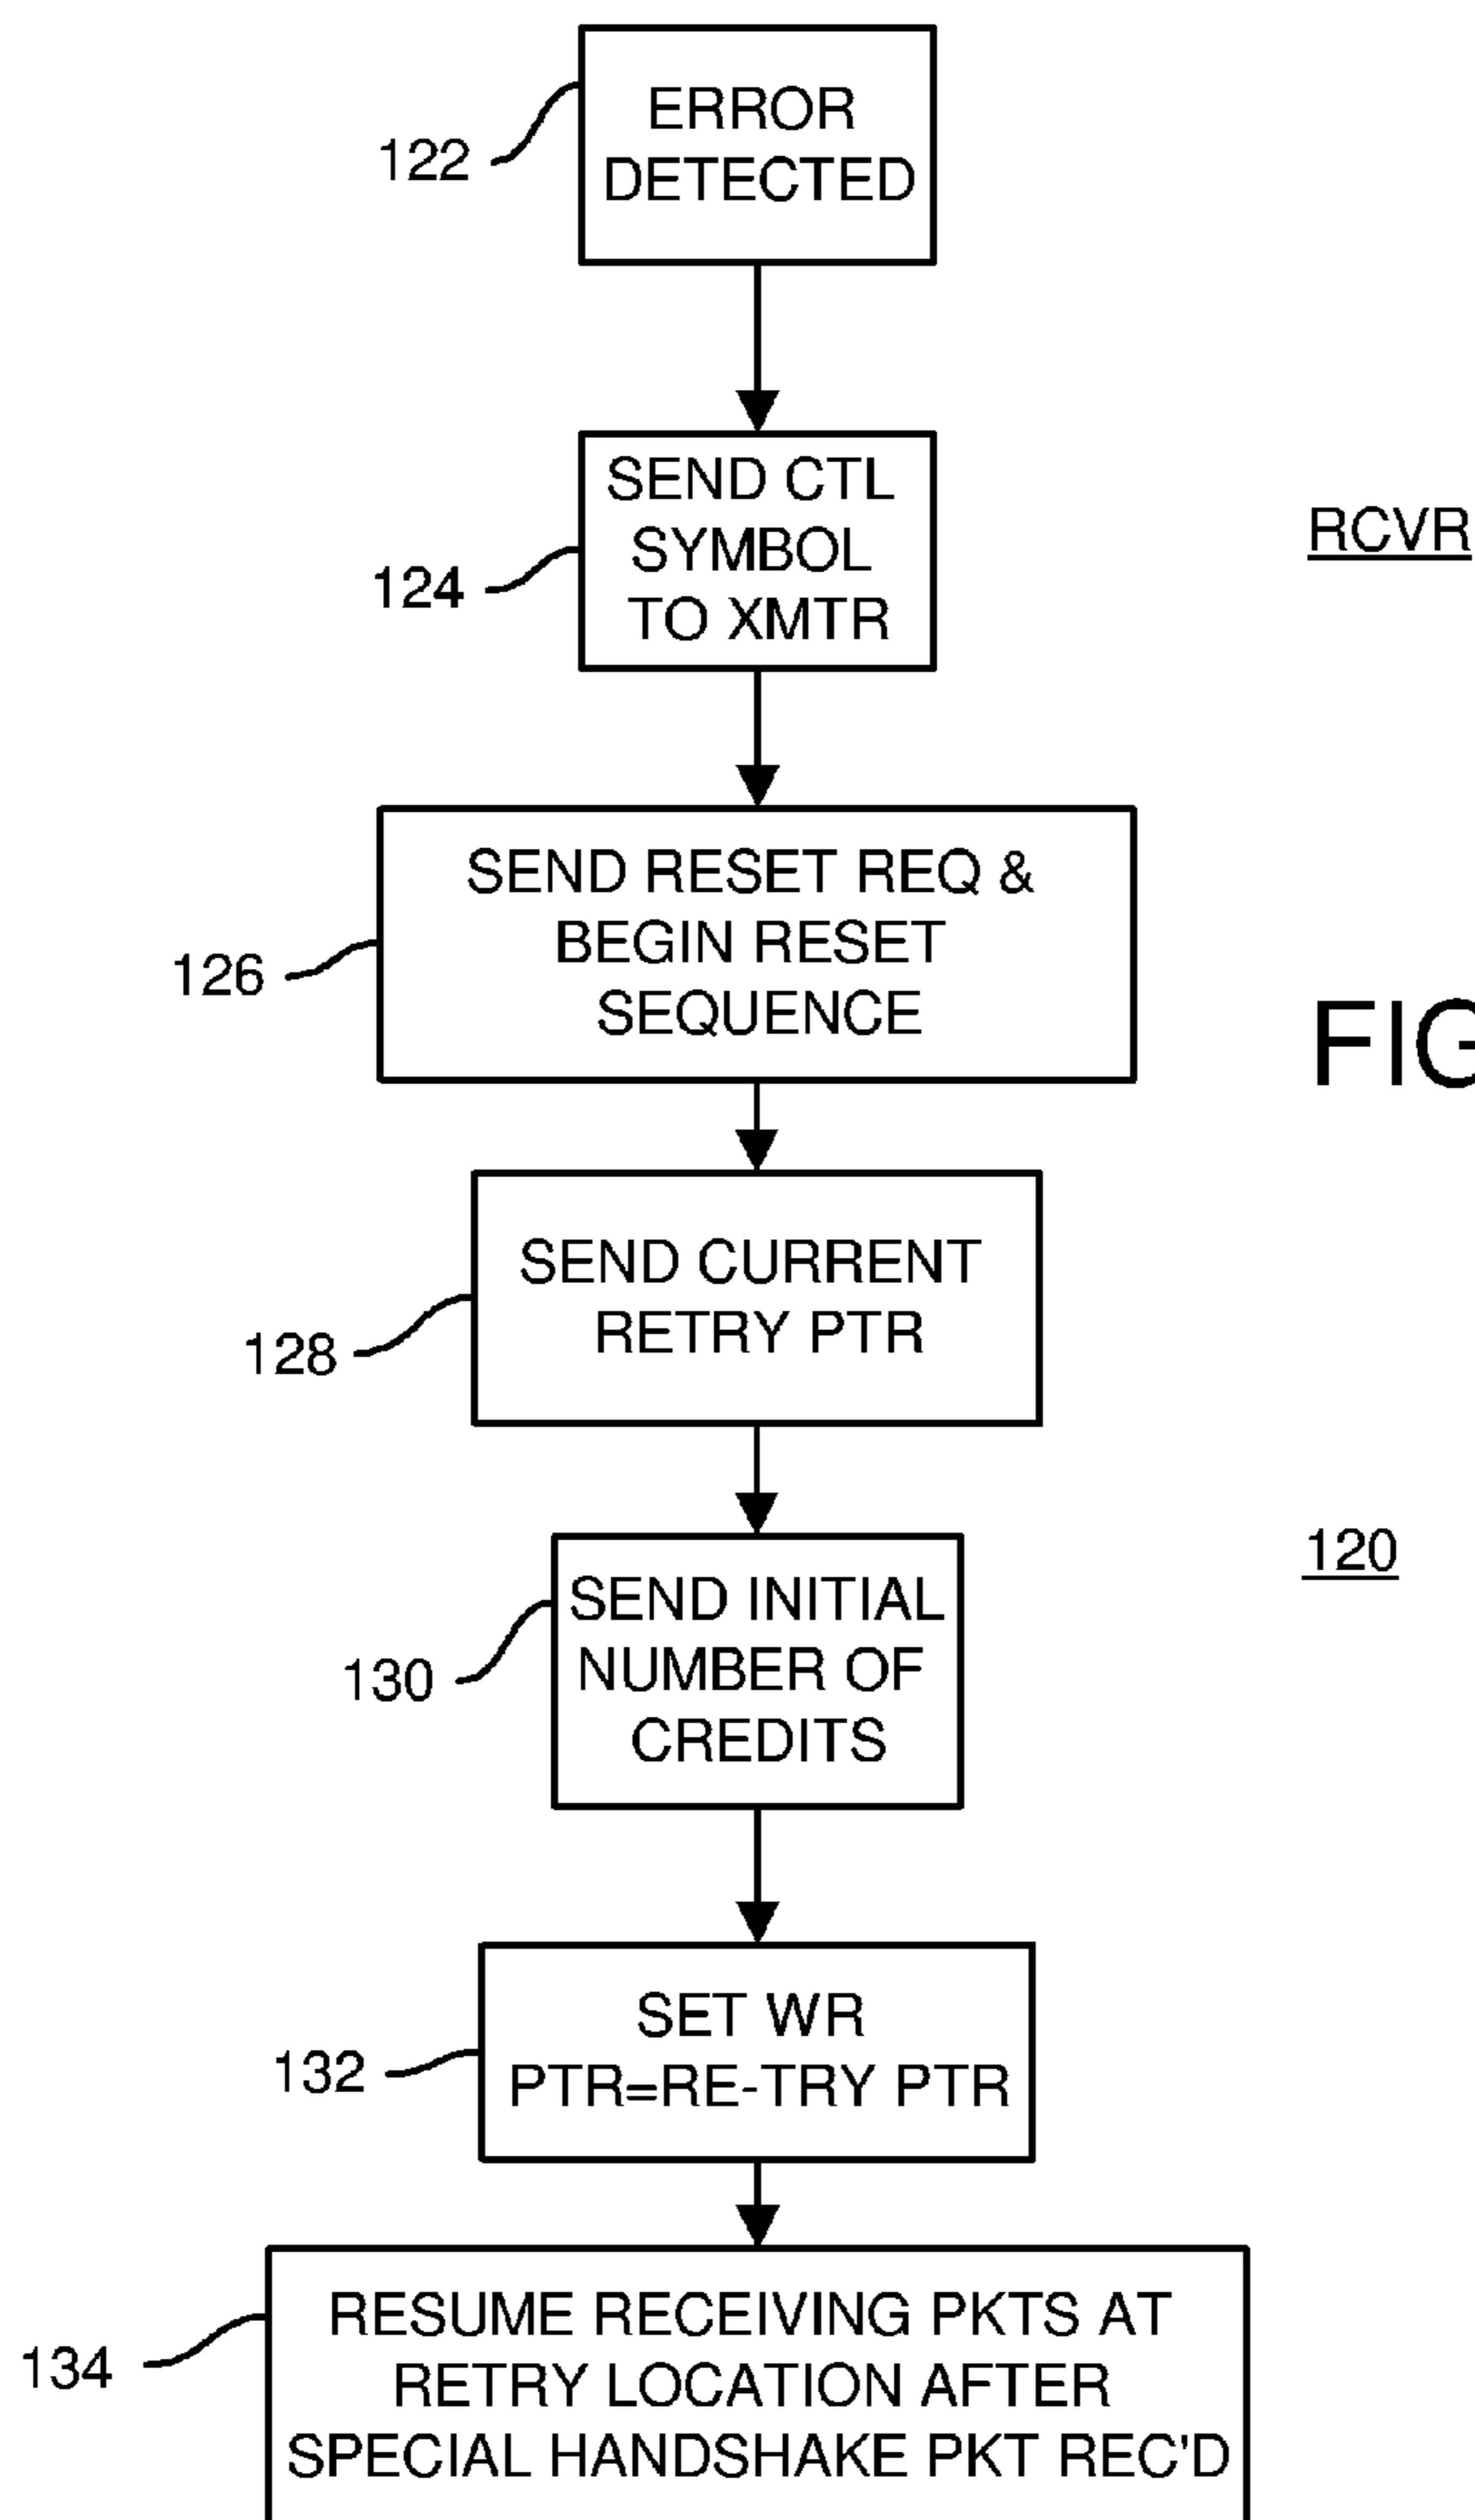 ERROR
DETECTED
122
SEND CTL
SYMBOL
TO XMTR
124
RCVR
SEND RESET REQ &
BEGIN RESET
SEQUENCE
126
FIG
SEND CURRENT
RETRY PTR
128
SEND INITIAL
NUMBER OF
CREDITS
130
120
SET WR
PTR=RE-TRY PTR
132
RESUME RECEIVING PKTS AT
RETRY LOCATION AFTER
SPECIAL HANDSHAKE PKT REC'D
134